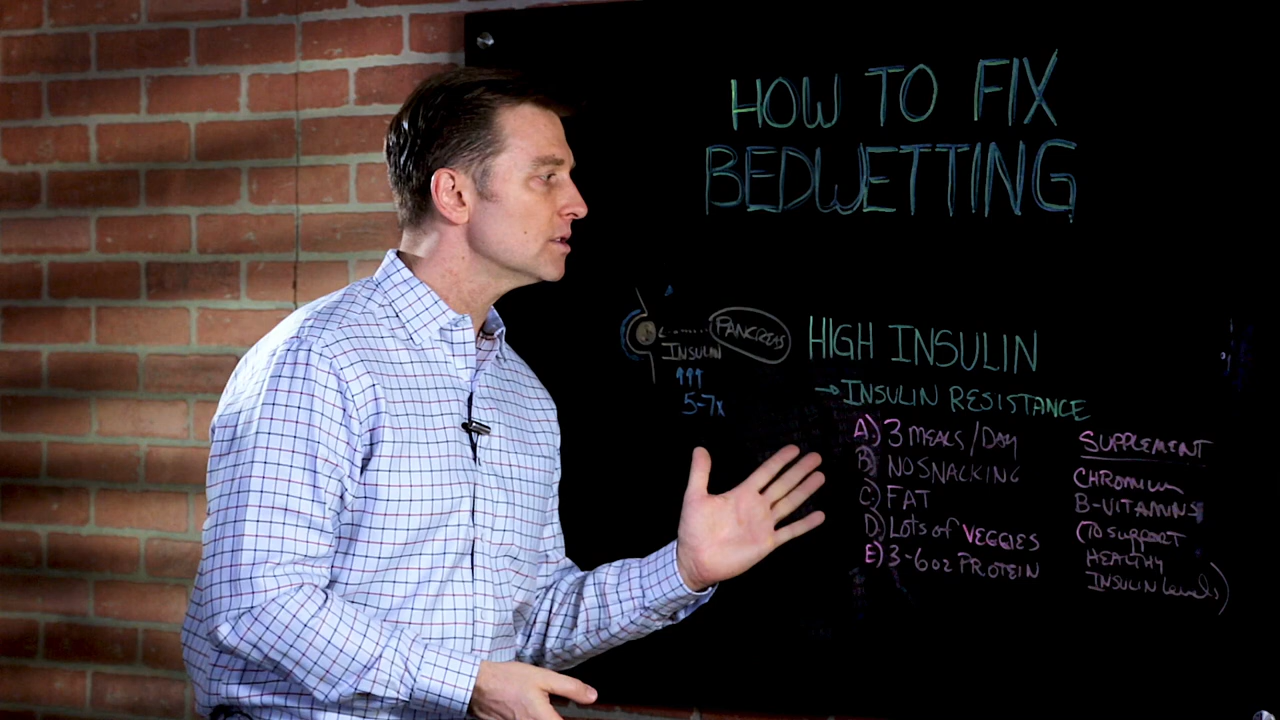 HOW TO FIX
BEDWETTING
PANCREAS
INSULIN
↑↑↑
5-7x
HIGH INSULIN
→ INSULIN RESISTANCE
A) 3 MEALS/DAY
B) NO SNACKING
C) FAT
D) LOTS OF VEGGIES
E) 3-6oz PROTEIN
SUPPLEMENT
CHROMIUM
B-VITAMINS
(TO SUPPORT
HEALTHY
INSULIN levels)